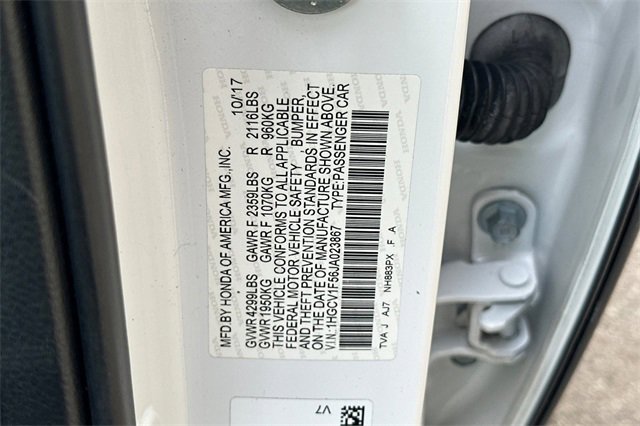 MFD.BY HONDA OF AMERICA MFG.,INC. 10/'17
GVWR 4299LBS GAWR F 2359LBS R 2116LBS
GVWR 1950KG GAWR F 1070KG R 960KG
THIS VEHICLE CONFORMS TO ALL APPLICABLE
FEDERAL MOTOR VEHICLE SAFETY BUMPER,
AND THEFT PREVENTION STANDARDS IN EFFECT
ON THE DATE OF MANUFACTURE SHOWN ABOVE.
V I N:1HGCV1F56JA023867 TYPE:PASSENGER CAR
TVA J AJ7 NH883PX F A
V7